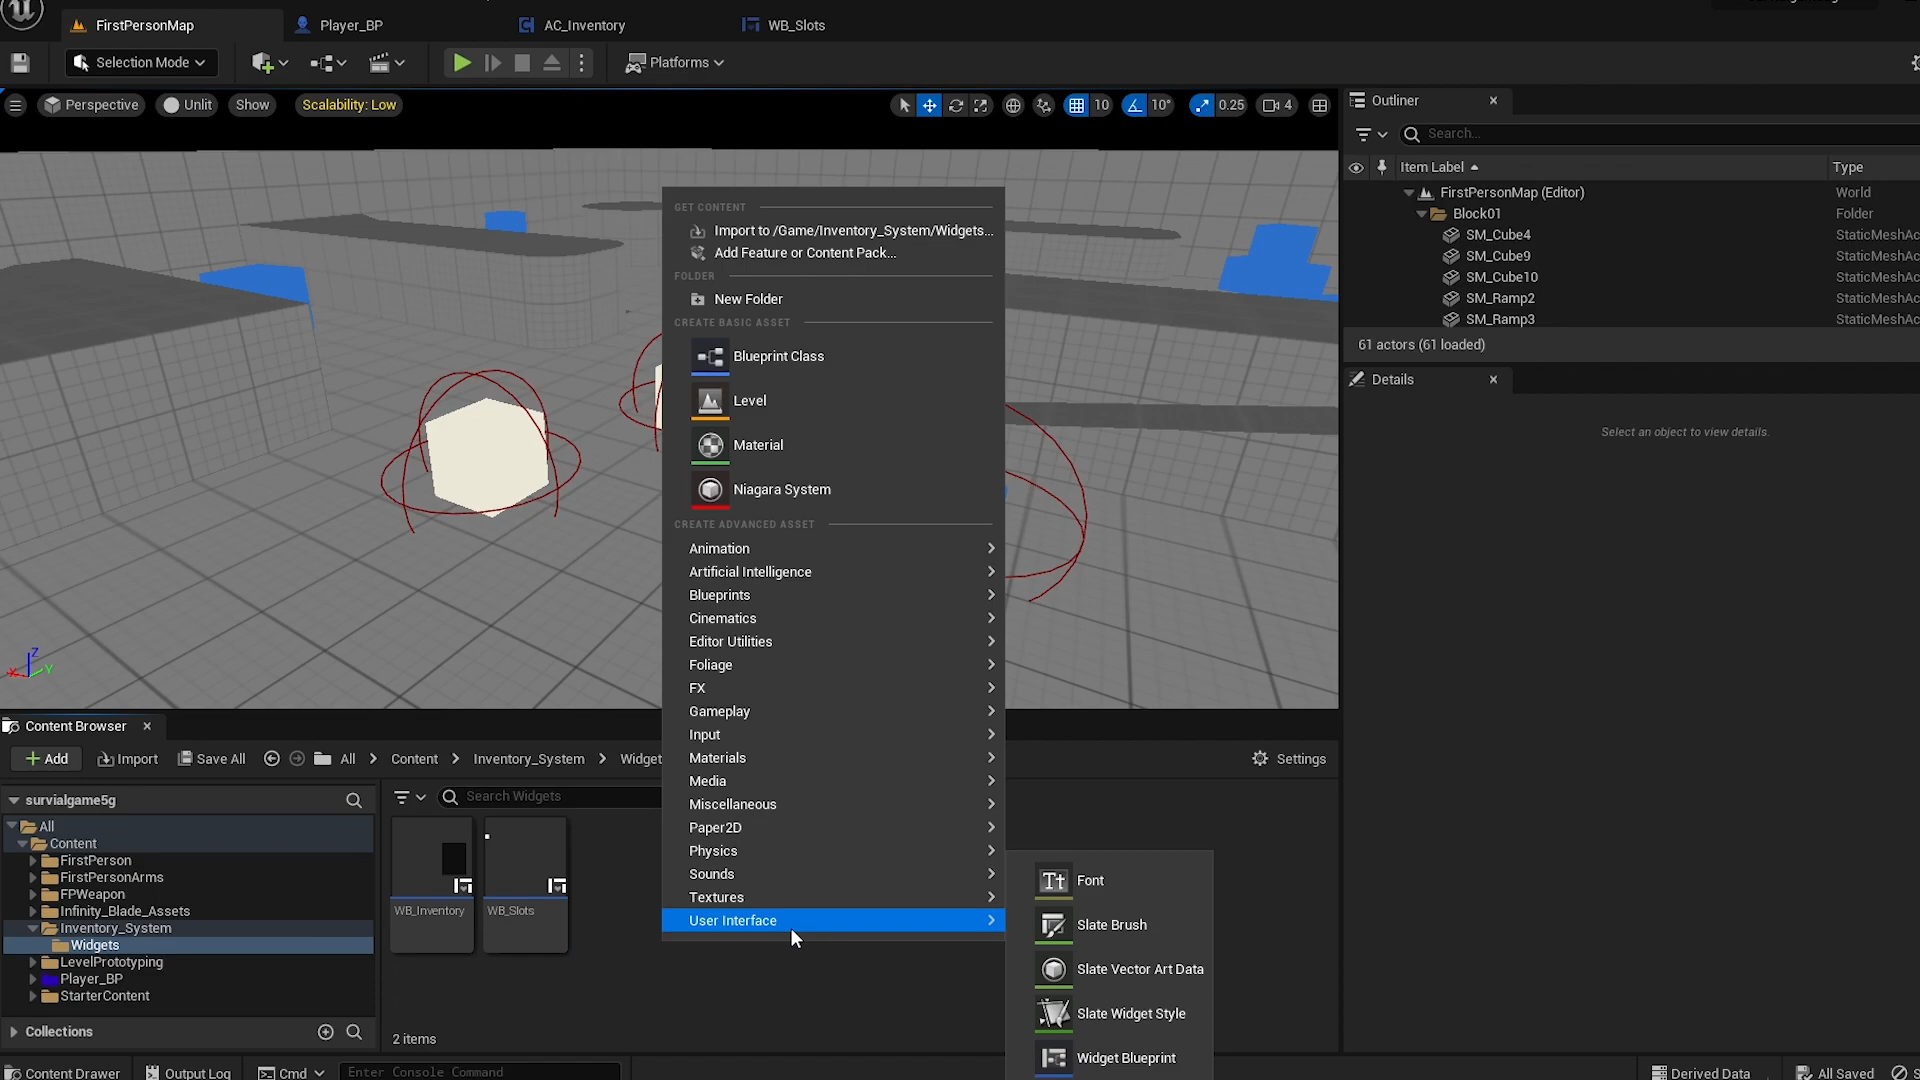 FirstPersonMap
Player_BP
AC_Inventory
WB_Slots
Selection Mode
Platforms
Perspective
Unlit
Show
Scalability: Low
10
10°
0.25
4
Outliner
Search...
Item Label
Type
FirstPersonMap (Editor)
World
Block01
Folder
SM_Cube4
StaticMeshAc
SM_Cube9
StaticMeshAc
SM_Cube10
StaticMeshAc
SM_Ramp2
StaticMeshAc
SM_Ramp3
StaticMeshAc
61 actors (61 loaded)
Details
Select an object to view details.
GET CONTENT
Import to /Game/Inventory_System/Widgets...
Add Feature or Content Pack...
FOLDER
New Folder
CREATE BASIC ASSET
Blueprint Class
Level
Material
Niagara System
CREATE ADVANCED ASSET
Animation
Artificial Intelligence
Blueprints
Cinematics
Editor Utilities
Foliage
FX
Gameplay
Input
Materials
Media
Miscellaneous
Paper2D
Physics
Sounds
Textures
User Interface
Tt Font
Slate Brush
Slate Vector Art Data
Slate Widget Style
Widget Blueprint
Z
X
Y
Content Browser
Add
Import
Save All
All
Content
Inventory_System
Widget
Settings
survialgame5g
Search Widgets
All
Content
FirstPerson
FirstPersonArms
FPWeapon
Infinity_Blade_Assets
Inventory_System
Widgets
LevelPrototyping
Player_BP
StarterContent
Collections
WB_Inventory
WB_Slots
2 items
Content Drawer
Output Log
Cmd
Enter Console Command
Derived Data
All Saved